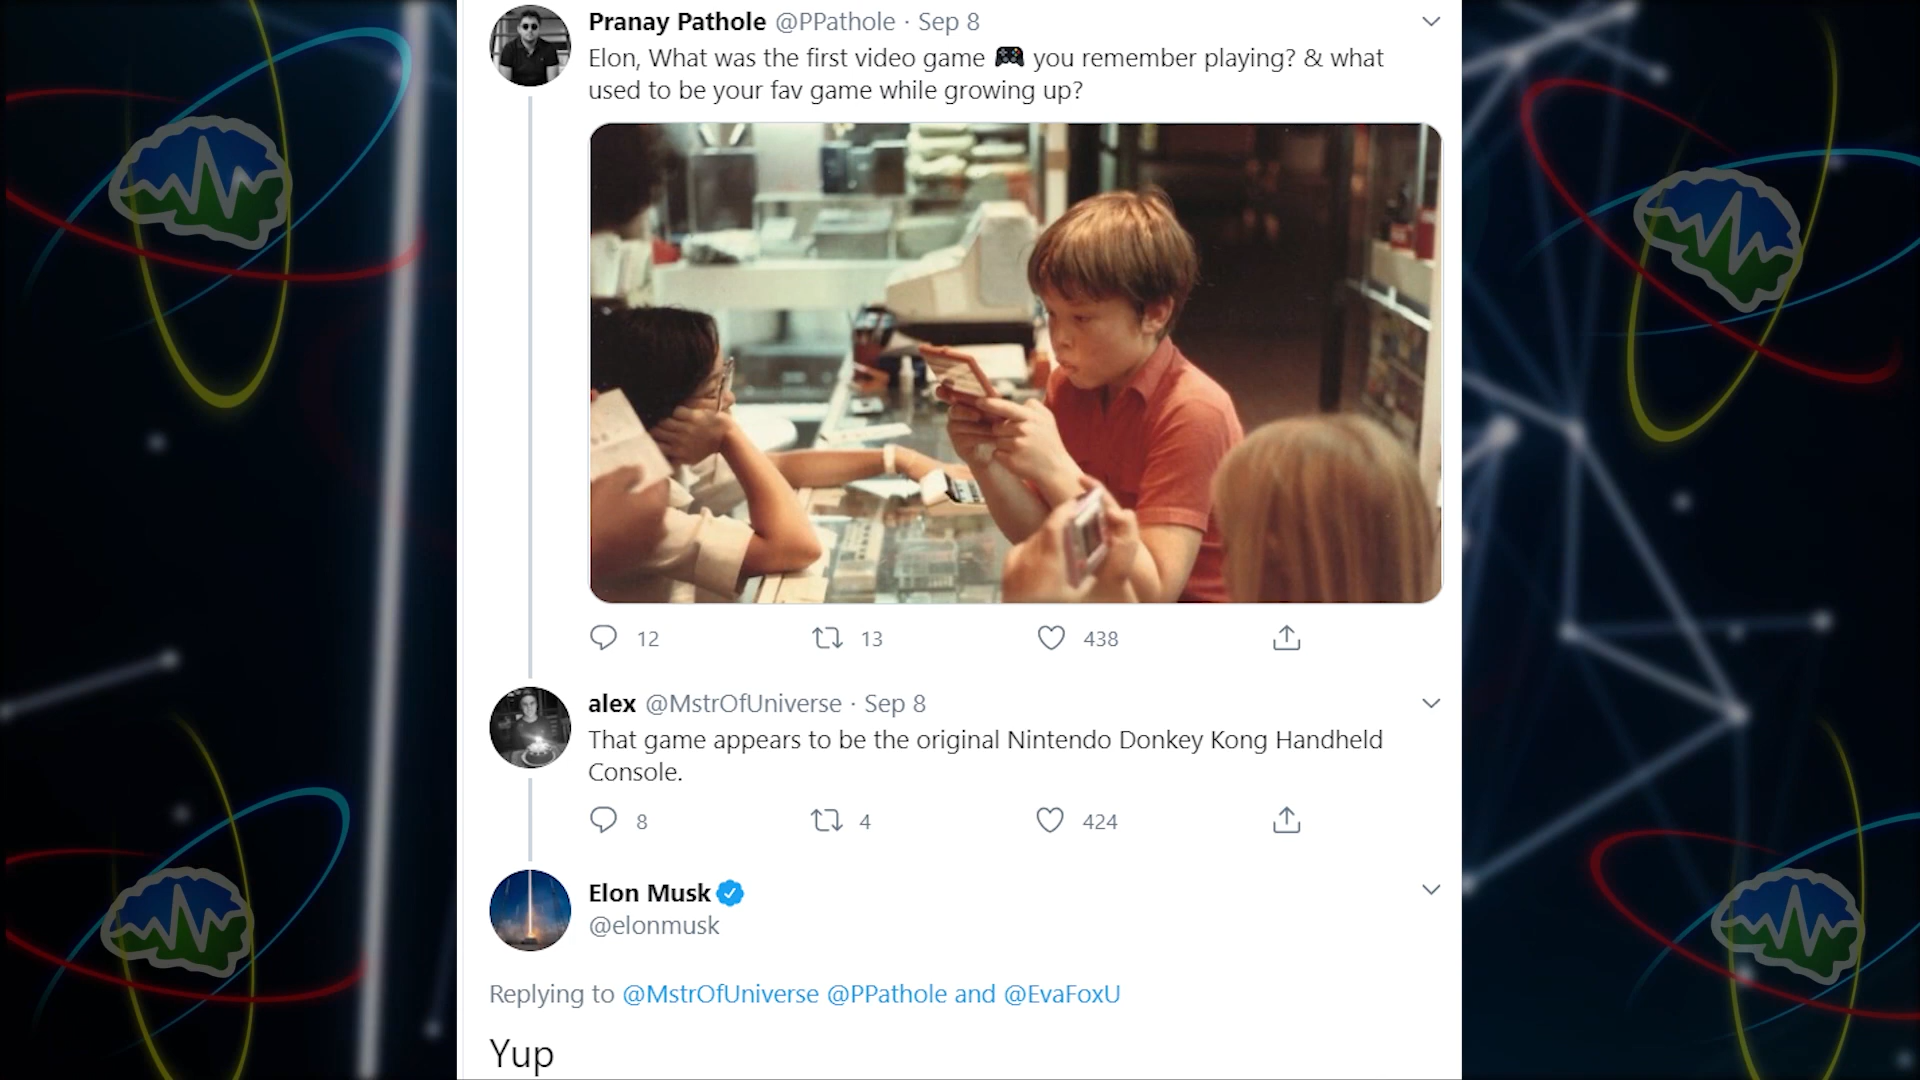 Pranay Pathole @PPathole · Sep 8
Elon, What was the first video game 🎮 you remember playing? & what
used to be your fav game while growing up?
12 13 438
alex @MstrOfUniverse · Sep 8
That game appears to be the original Nintendo Donkey Kong Handheld
Console.
8 4 424
Elon Musk
@elonmusk
Replying to @MstrOfUniverse @PPathole and @EvaFoxU
Yup